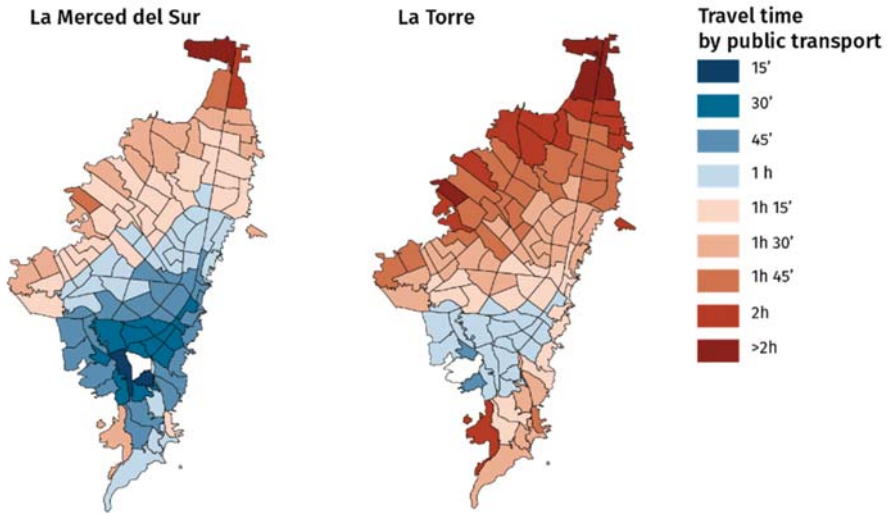 La Merced del Sur
La Torre
Travel time
by public transport
15'
30'
45'
1 h
1h 15'
1h 30'
1h 45'
2h
>2h